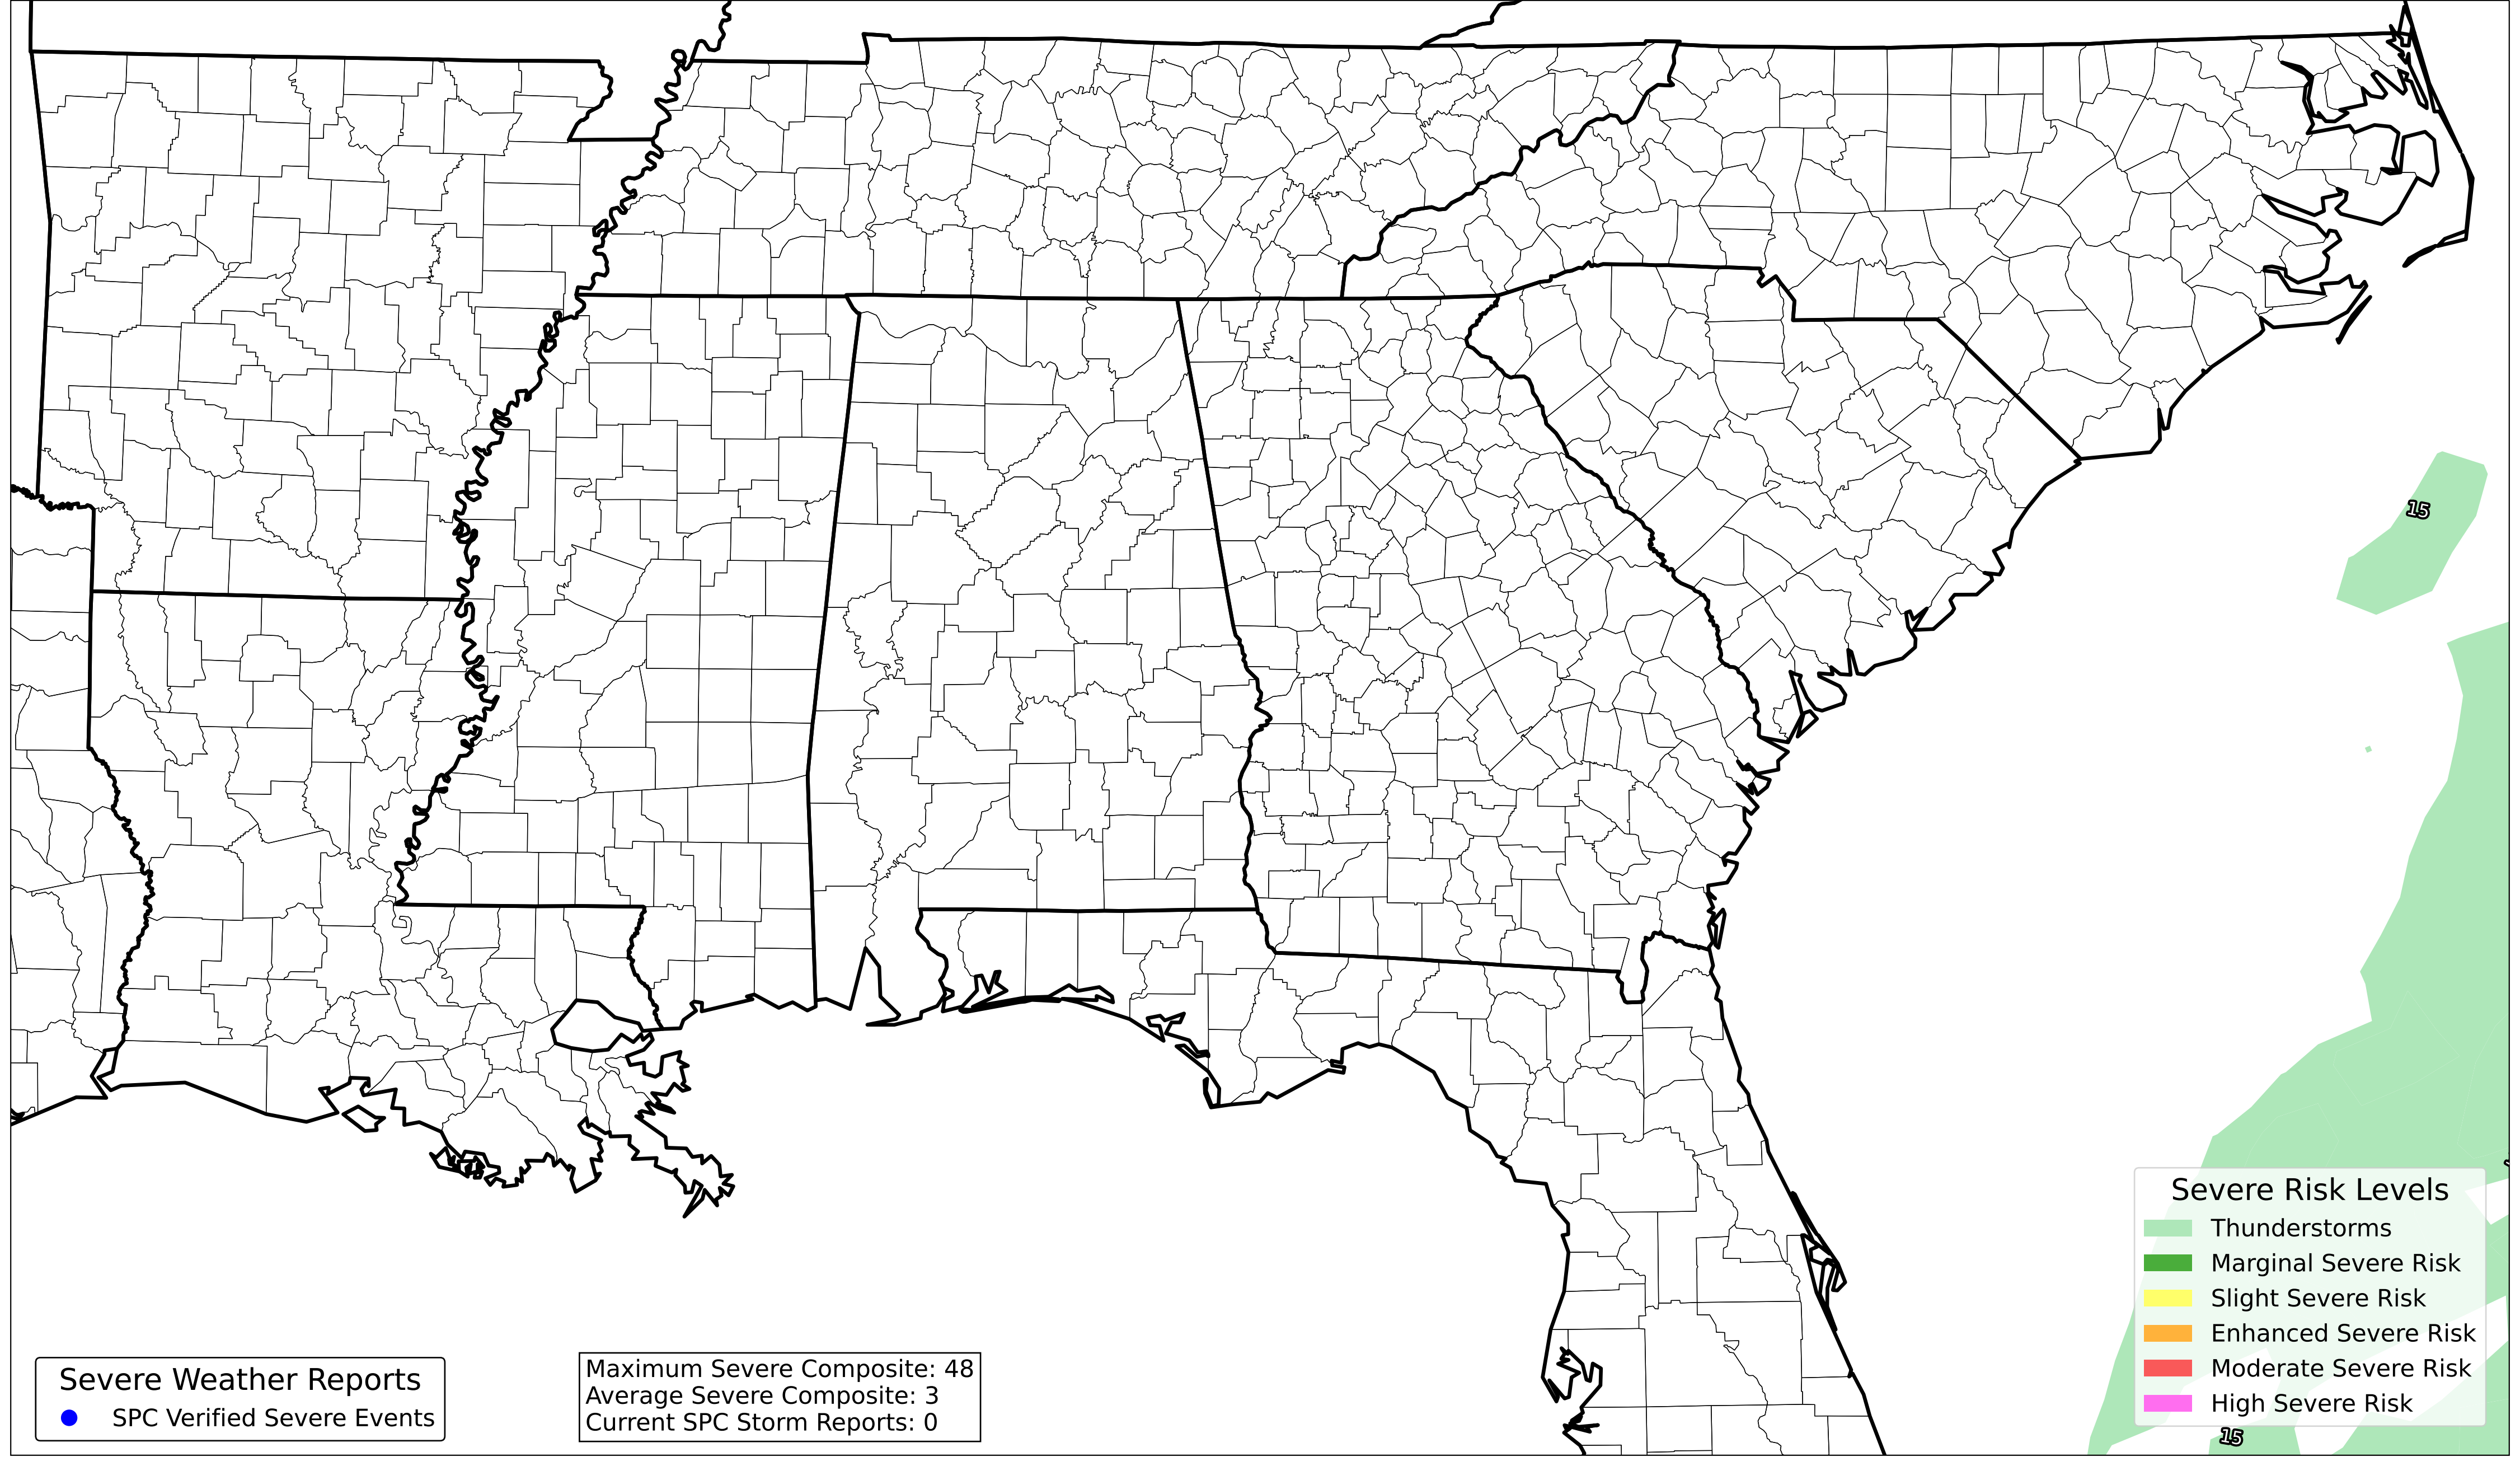 15
Severe Risk Levels
Thunderstorms
Marginal Severe Risk
Slight Severe Risk
Enhanced Severe Risk
Moderate Severe Risk
High Severe Risk
Severe Weather Reports
SPC Verified Severe Events
Maximum Severe Composite: 48
Average Severe Composite: 3
Current SPC Storm Reports: 0
15